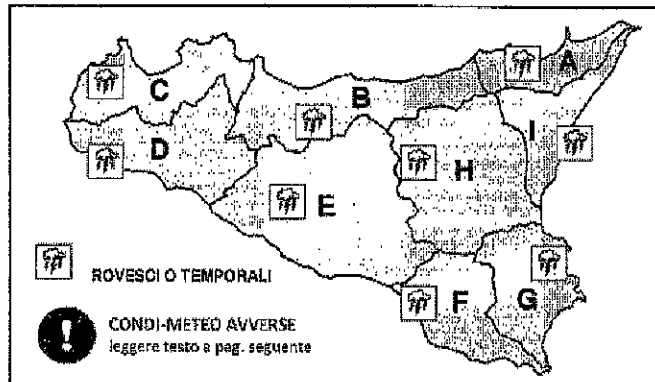 A
C
B
I
D
H
E
F
G
ROVESCI O TEMPORALI
CONDI-METEO AVVERSE
leggere testo a pag. seguente